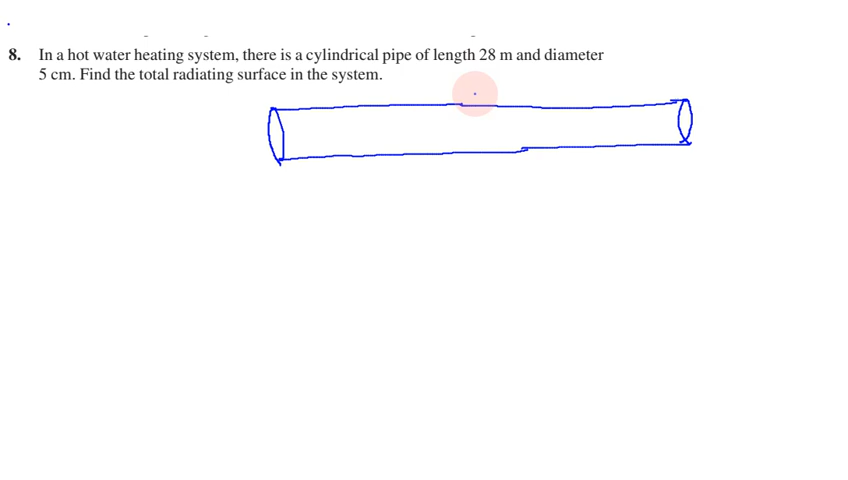 8. In a hot water heating system, there is a cylindrical pipe of length 28 m and diameter
5 cm. Find the total radiating surface in the system.